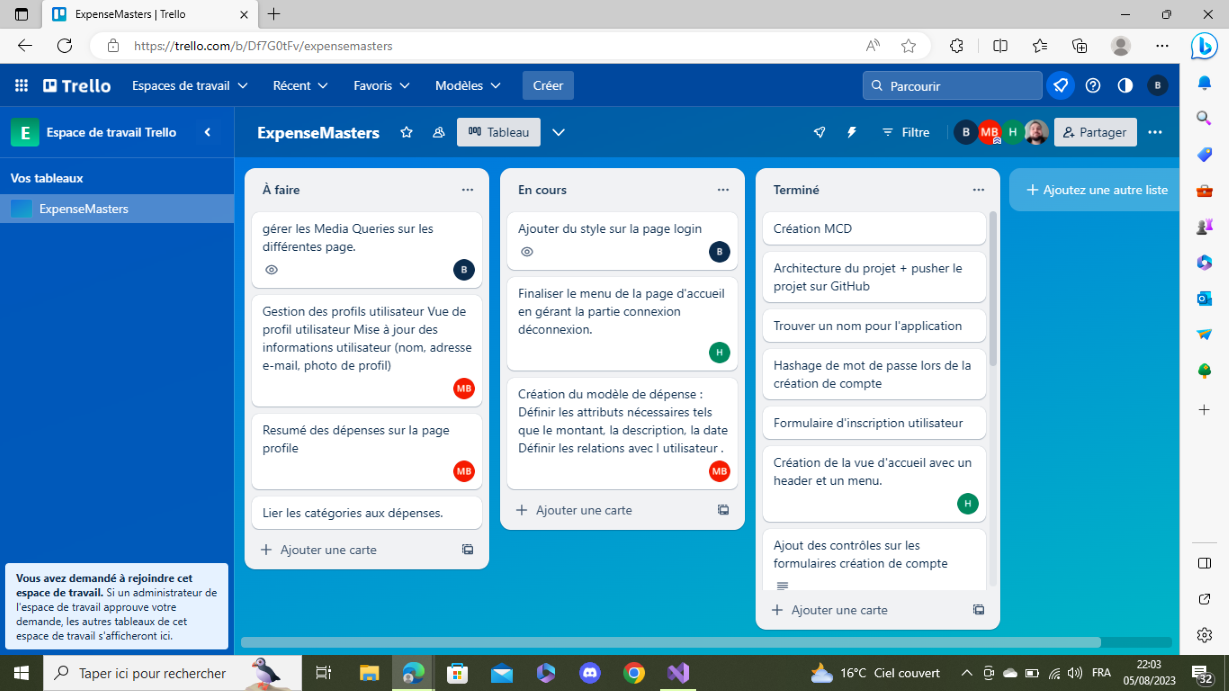 ExpenseMasters | Trello
https://trello.com/b/Df7G0tFv/expensemasters
Trello
Espaces de travail
Récent
Favoris
Modèles
Créer
Parcourir
B
E
Espace de travail Trello
ExpenseMasters
Tableau
Filtre
B
MB
H
Partager
Vos tableaux
ExpenseMasters
À faire
gérer les Media Queries sur les
différentes page.
B
Gestion des profils utilisateur Vue de
profil utilisateur Mise à jour des
informations utilisateur (nom, adresse
e-mail, photo de profil)
MB
Resumé des dépenses sur la page
profile
MB
Lier les catégories aux dépenses.
Ajouter une carte
En cours
Ajouter du style sur la page login
B
Finaliser le menu de la page d'accueil
en gérant la partie connexion
déconnexion.
H
Création du modèle de dépense :
Définir les attributs nécessaires tels
que le montant, la description, la date
Définir les relations avec l utilisateur .
MB
Ajouter une carte
Terminé
Création MCD
Architecture du projet + pusher le
projet sur GitHub
Trouver un nom pour l'application
Hashage de mot de passe lors de la
création de compte
Formulaire d'inscription utilisateur
Création de la vue d'accueil avec un
header et un menu.
H
Ajout des contrôles sur les
formulaires création de compte
Ajouter une carte
Ajoutez une autre liste
Vous avez demandé à rejoindre cet
espace de travail. Si un administrateur de
l'espace de travail approuve votre
demande, les autres tableaux de cet
espace de travail s'afficheront ici.
Taper ici pour rechercher
16°C Ciel couvert
FRA
22:03
05/08/2023
32